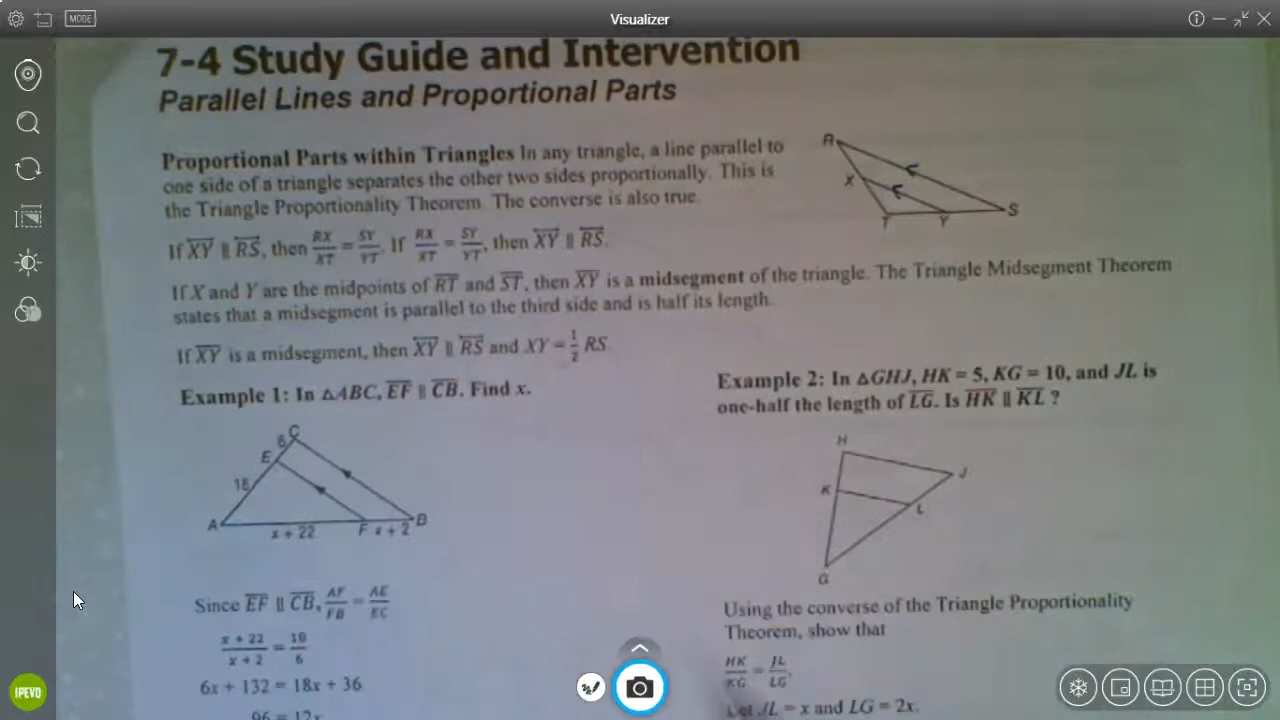 MODE
Visualizer
7-4 Study Guide and Intervention
Parallel Lines and Proportional Parts
Proportional Parts within Triangles In any triangle, a line parallel to
one side of a triangle separates the other two sides proportionally. This is
the Triangle Proportionality Theorem. The converse is also true.
If XY ∥ RS, then RX/XT = SY/YT. If RX/XT = SY/YT, then XY ∥ RS.
R
X
T
Y
S
If X and Y are the midpoints of RT and ST, then XY is a midsegment of the triangle. The Triangle Midsegment Theorem
states that a midsegment is parallel to the third side and is half its length.
If XY is a midsegment, then XY ∥ RS and XY = 1/2 RS
Example 1: In △ABC, EF ∥ CB. Find x.
C
6
E
18
A
x + 22
F
x + 2
B
Since EF ∥ CB, AF/FB = AE/EC
x + 22/x + 2 = 18/6
6x + 132 = 18x + 36
96 = 12x
Example 2: In △GHJ, HK = 5, KG = 10, and JL is
one-half the length of LG. Is HK ∥ KL ?
H
J
K
L
G
Using the converse of the Triangle Proportionality
Theorem, show that
HK/KG = JL/LG.
Let JL = x and LG = 2x.
IPEVO